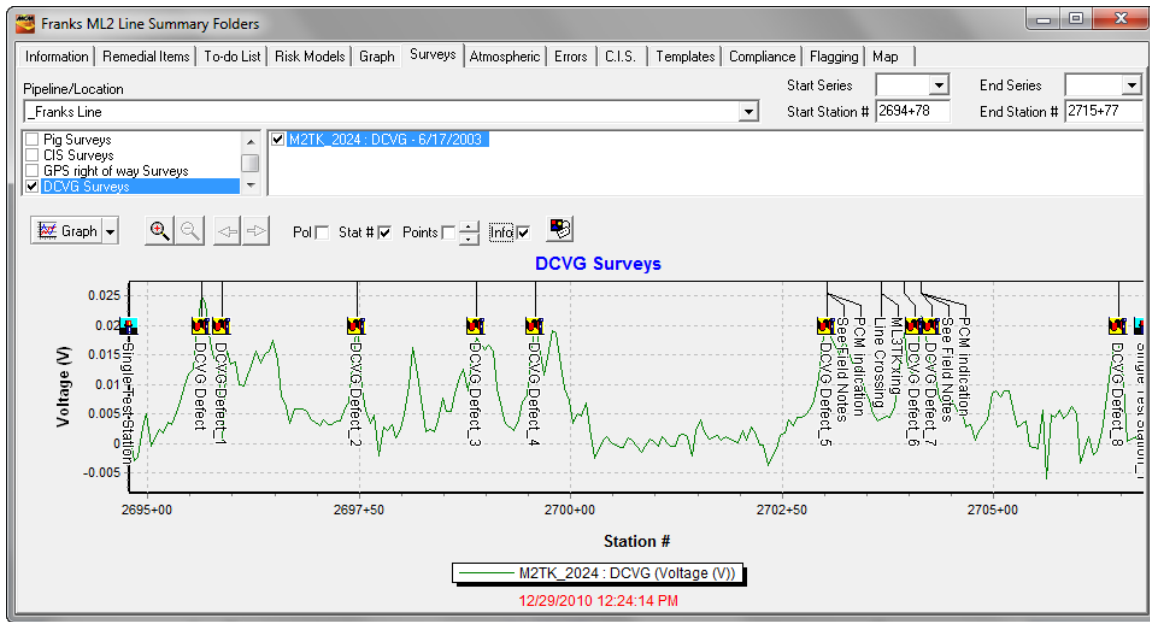 MCM
Franks ML2 Line Summary Folders
Information Remedial Items To-do List Risk Models Graph Surveys Atmospheric Errors C.I.S. Templates Compliance Flagging Map
Pipeline/Location Start Series End Series
_Franks Line Start Station # 2694+78 End Station # 2715+77
Pig Surveys
CIS Surveys
GPS right of way Surveys
DCVG Surveys
M2TK_2024 : DCVG - 6/17/2003
Graph Pol Stat # Points Info
DCVG Surveys
Voltage (V)
0.025
0.02
0.015
0.01
0.005
0
-0.005
Single Test Station
DCVG Defect
DCVG Defect_1
DCVG Defect_2
DCVG Defect_3
DCVG Defect_4
DCVG Defect_5
See Field Notes
PCM indication
Line Crossing
ML3TKxing
DCVG Defect_6
DCVG Defect_7
See Field Notes
PCM indication
DCVG Defect_8
Single Test Station_1
2695+00 2697+50 2700+00 2702+50 2705+00
Station #
M2TK_2024 : DCVG (Voltage (V))
12/29/2010 12:24:14 PM